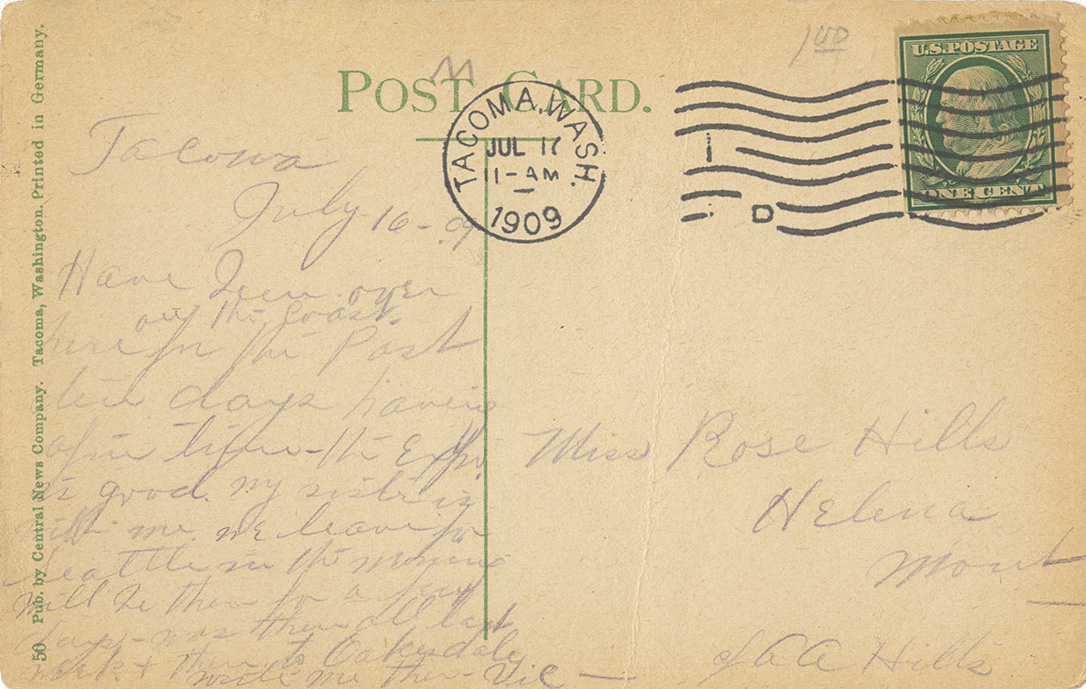 50 Pub. by Central News Company. Tacoma, Washington. Printed in Germany.
POST CARD.
1 00
U.S. POSTAGE
ONE CENT
TACOMA, WASH.
JUL 17
11-AM
1909
1
D
Tacoma
July 16-09
Have been over
on the Coast.
here for the Past
ten days having
a fine time - the Expo.
is good. my sister is
with me. we leave for
Seattle in the morning
will be there for a few
days - was there all last
week & then to Oakesdale
write me there - Vic -
Miss Rose Hills
Helena
Mont
A A Hills